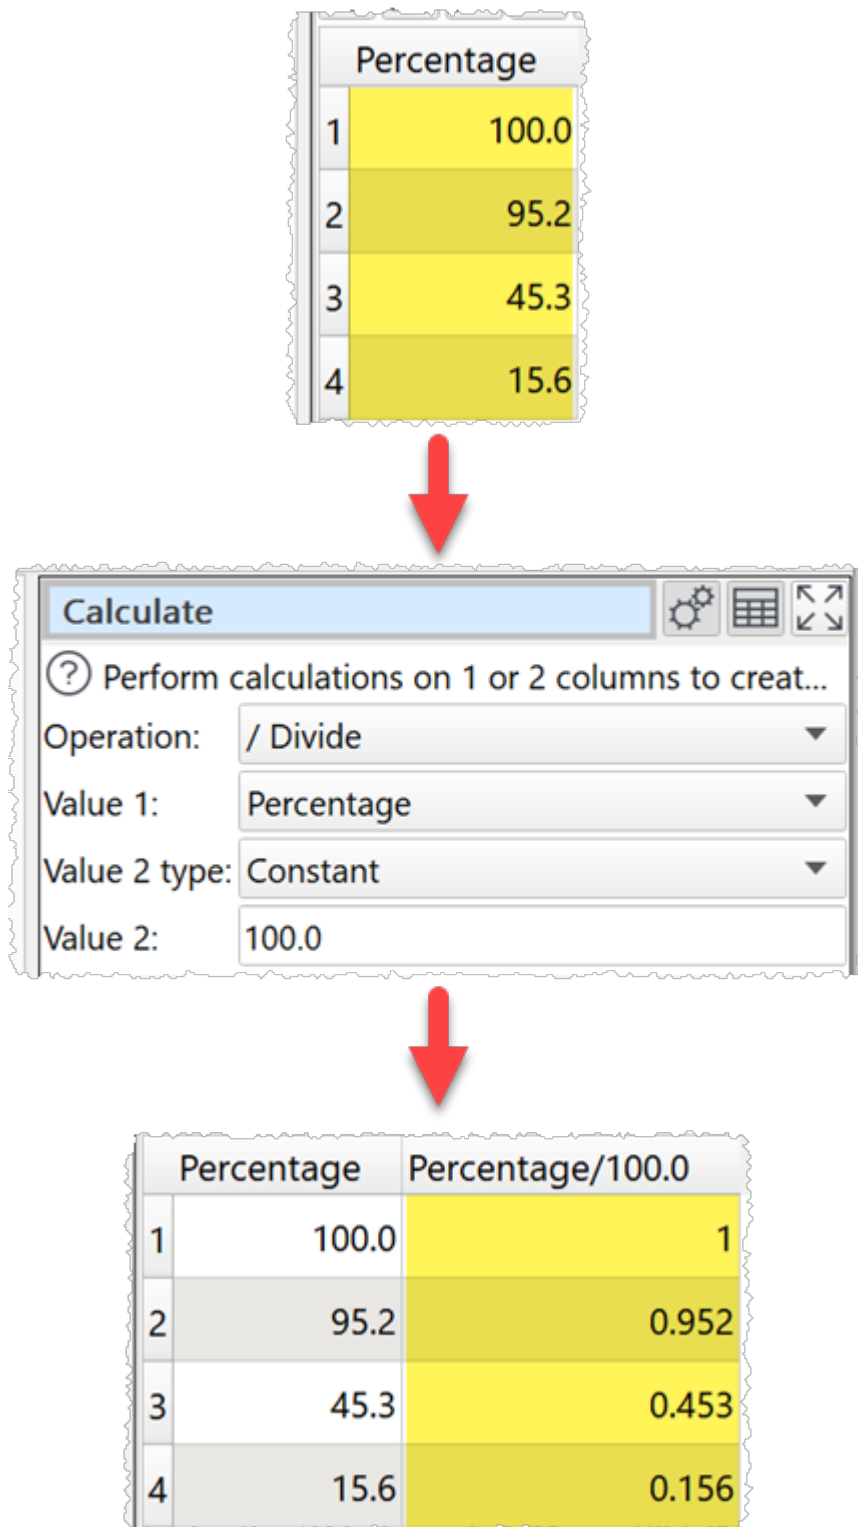 Percentage
1 100.0
2 95.2
3 45.3
4 15.6
Calculate
? Perform calculations on 1 or 2 columns to creat...
Operation: / Divide
Value 1: Percentage
Value 2 type: Constant
Value 2: 100.0
Percentage Percentage/100.0
1 100.0 1
2 95.2 0.952
3 45.3 0.453
4 15.6 0.156